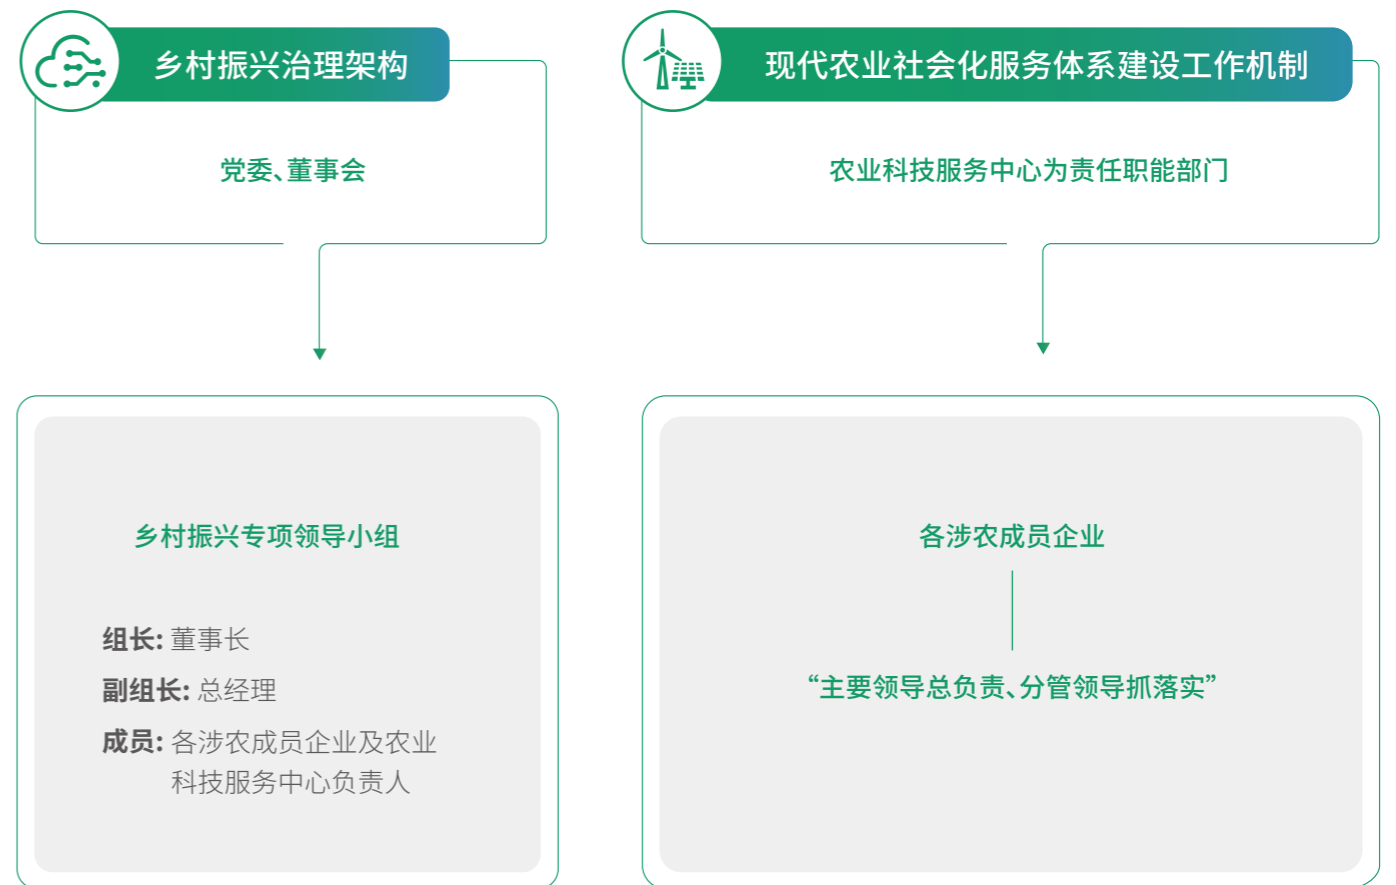 乡村振兴治理架构
党委、董事会
乡村振兴专项领导小组
组长: 董事长
副组长: 总经理
成员: 各涉农成员企业及农业
科技服务中心负责人
现代农业社会化服务体系建设工作机制
农业科技服务中心为责任职能部门
各涉农成员企业
“主要领导总负责、分管领导抓落实”